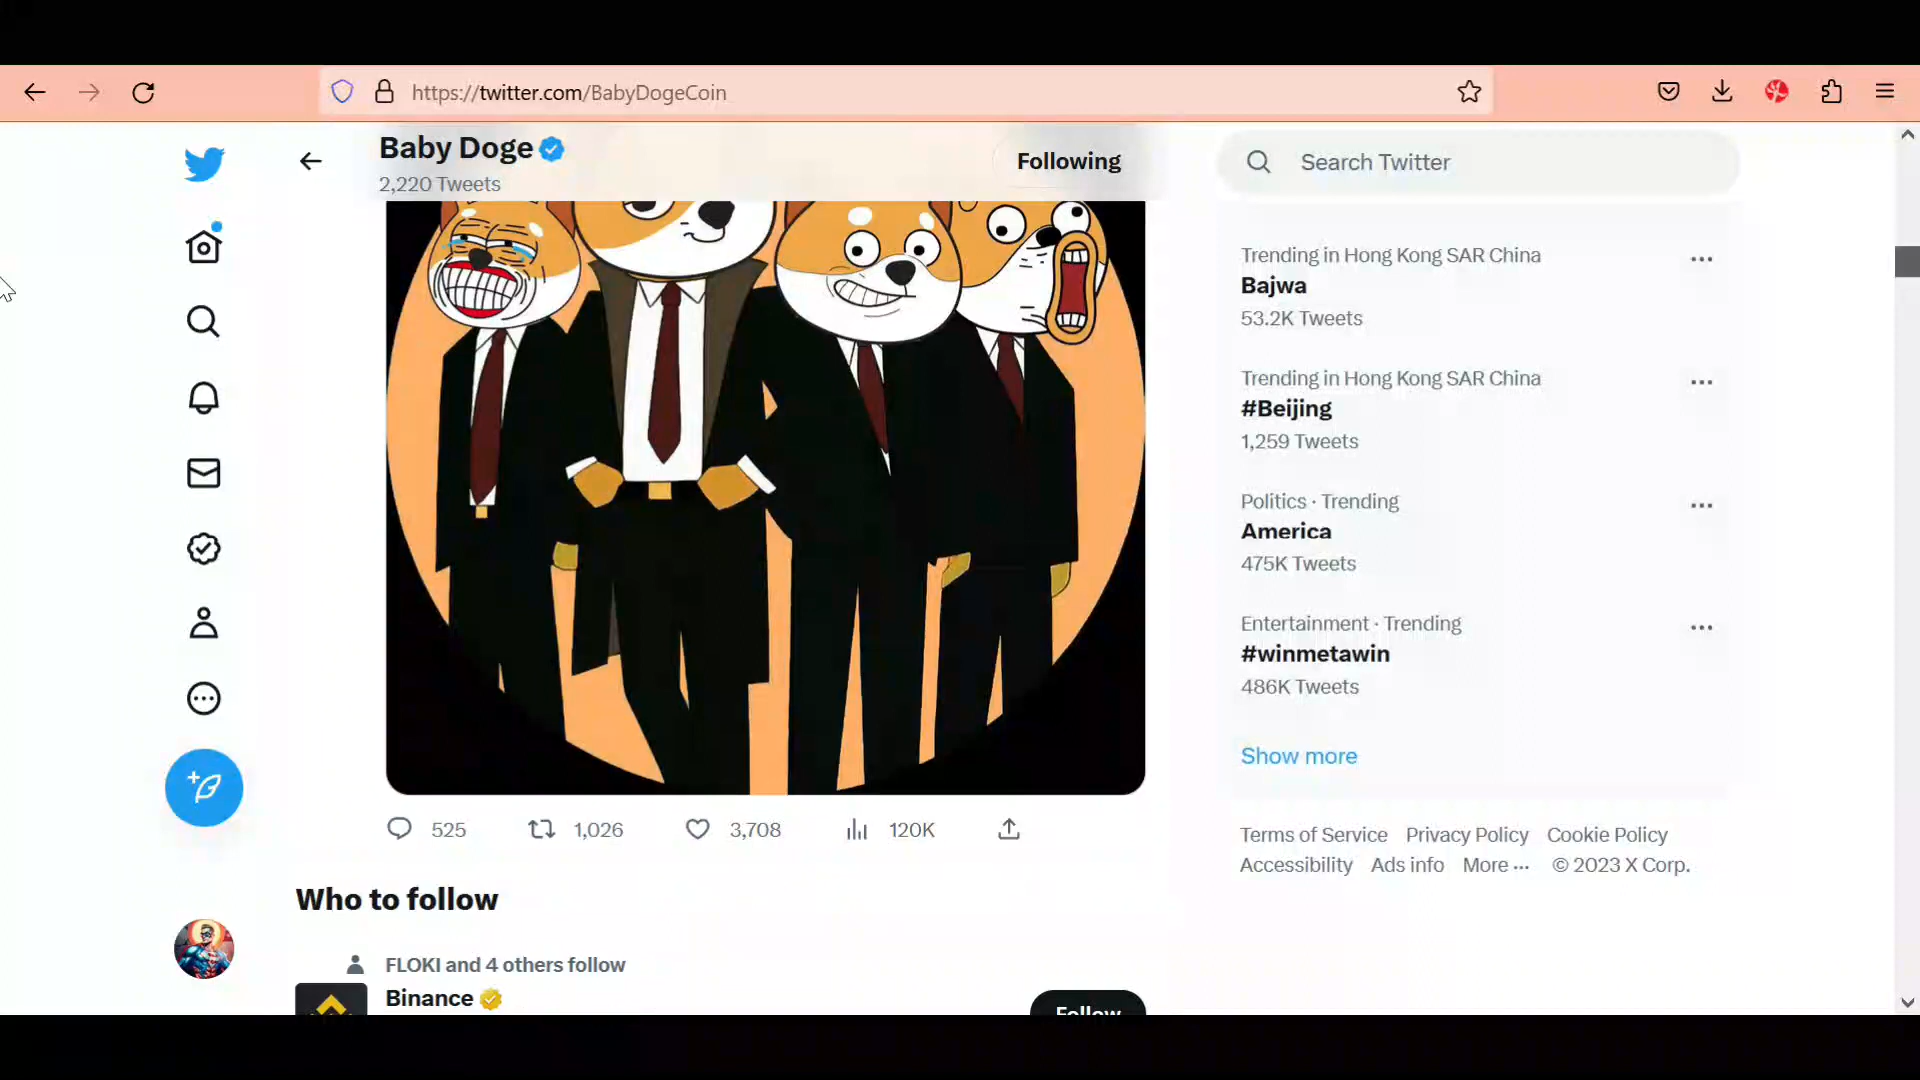 https://twitter.com/BabyDogeCoin
Baby Doge
2,220 Tweets
Following
Search Twitter
Trending in Hong Kong SAR China
Bajwa
53.2K Tweets
Trending in Hong Kong SAR China
#Beijing
1,259 Tweets
Politics · Trending
America
475K Tweets
Entertainment · Trending
#winmetawin
486K Tweets
Show more
525 1,026 3,708 120K
Terms of Service Privacy Policy Cookie Policy
Accessibility Ads info More ··· © 2023 X Corp.
Who to follow
FLOKI and 4 others follow
Binance
Follow